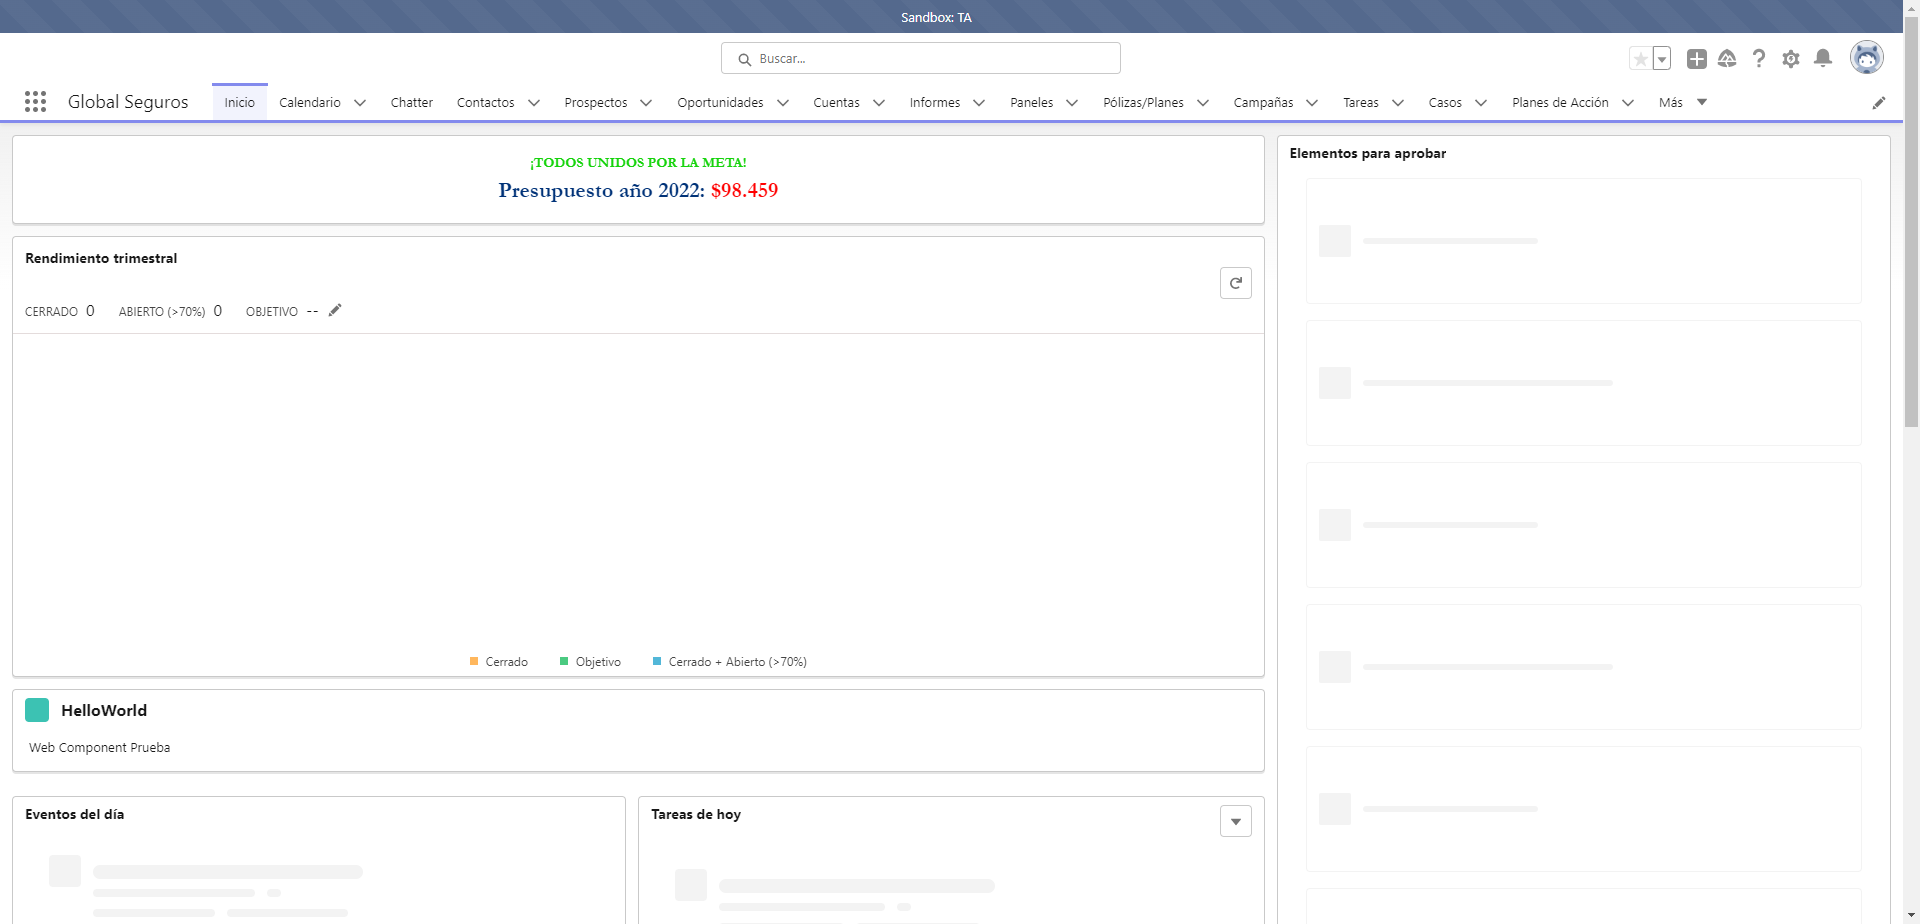 Sandbox: TA
Buscar...
Global Seguros
Inicio
Calendario
Chatter
Contactos
Prospectos
Oportunidades
Cuentas
Informes
Paneles
Pólizas/Planes
Campañas
Tareas
Casos
Planes de Acción
Más
¡TODOS UNIDOS POR LA META!
Presupuesto año 2022: $98.459
Rendimiento trimestral
CERRADO 0 ABIERTO (>70%) 0 OBJETIVO --
Cerrado Objetivo Cerrado + Abierto (>70%)
HelloWorld
Web Component Prueba
Eventos del día
Tareas de hoy
Elementos para aprobar